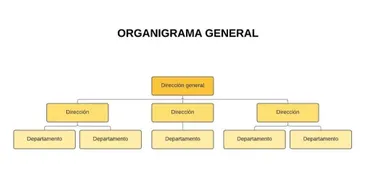 ORGANIGRAMA GENERAL
Dirección general
Dirección Dirección Dirección
Departamento Departamento Departamento Departamento Departamento